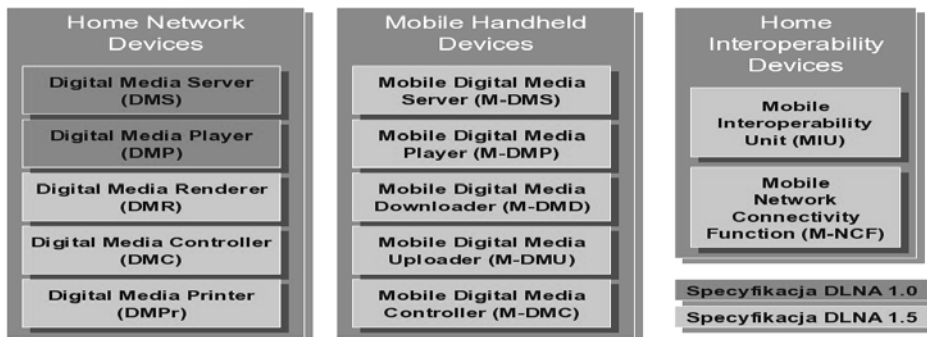 Home Network
Devices
Digital Media Server
(DMS)
Digital Media Player
(DMP)
Digital Media Renderer
(DMR)
Digital Media Controller
(DMC)
Digital Media Printer
(DMPr)
Mobile Handheld
Devices
Mobile Digital Media
Server (M-DMS)
Mobile Digital Media
Player (M-DMP)
Mobile Digital Media
Downloader (M-DMD)
Mobile Digital Media
Uploader (M-DMU)
Mobile Digital Media
Controller (M-DMC)
Home
Interoperability
Devices
Mobile
Interoperability
Unit (MIU)
Mobile
Network
Connectivity
Function (M-NCF)
Specyfikacja DLNA 1.0
Specyfikacja DLNA 1.5